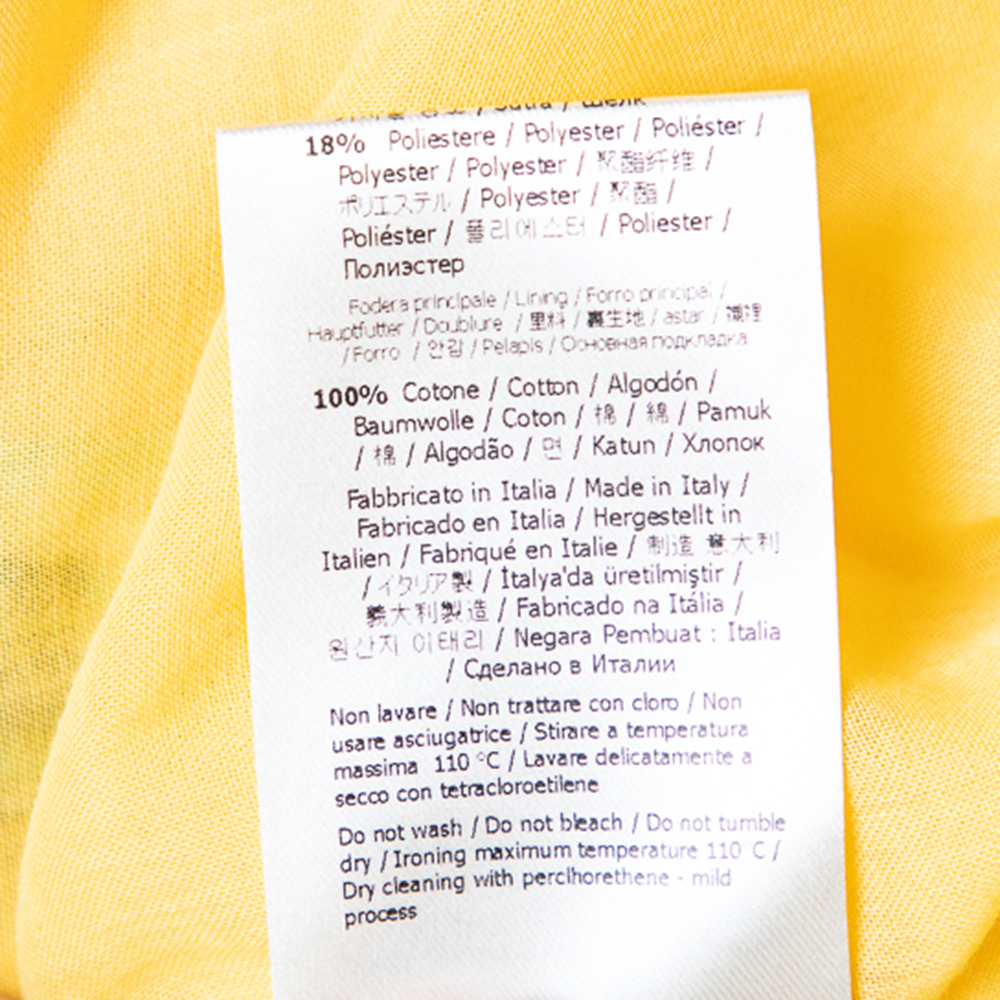 / Sutra / Шёлк
18% Poliestere / Polyester / Poliéster /
Polyester / Polyester / 聚酯纤维 /
ポリエステル / Polyester / 聚酯 /
Poliéster / 폴리에스터 / Poliester /
Полиэстер
Fodera principale / Lining / Forro principal /
Hauptfutter / Doublure / 里料 / 裏生地 / astar / 襯裡
/ Forro / 안감 / Pelapis / Основная подкладка
100% Cotone / Cotton / Algodón /
Baumwolle / Coton / 棉 / 綿 / Pamuk
/ 棉 / Algodão / 면 / Katun / Хлопок
Fabbricato in Italia / Made in Italy /
Fabricado en Italia / Hergestellt in
Italien / Fabriqué en Italie / 制造 意大利
/ イタリア製 / İtalya'da üretilmiştir /
義大利製造 / Fabricado na Itália /
원산지 이태리 / Negara Pembuat : Italia
/ Сделано в Италии
Non lavare / Non trattare con cloro / Non
usare asciugatrice / Stirare a temperatura
massima 110 °C / Lavare delicatamente a
secco con tetracloroetilene
Do not wash / Do not bleach / Do not tumble
dry / Ironing maximum temperature 110 °C /
Dry cleaning with perclhorethene - mild
process